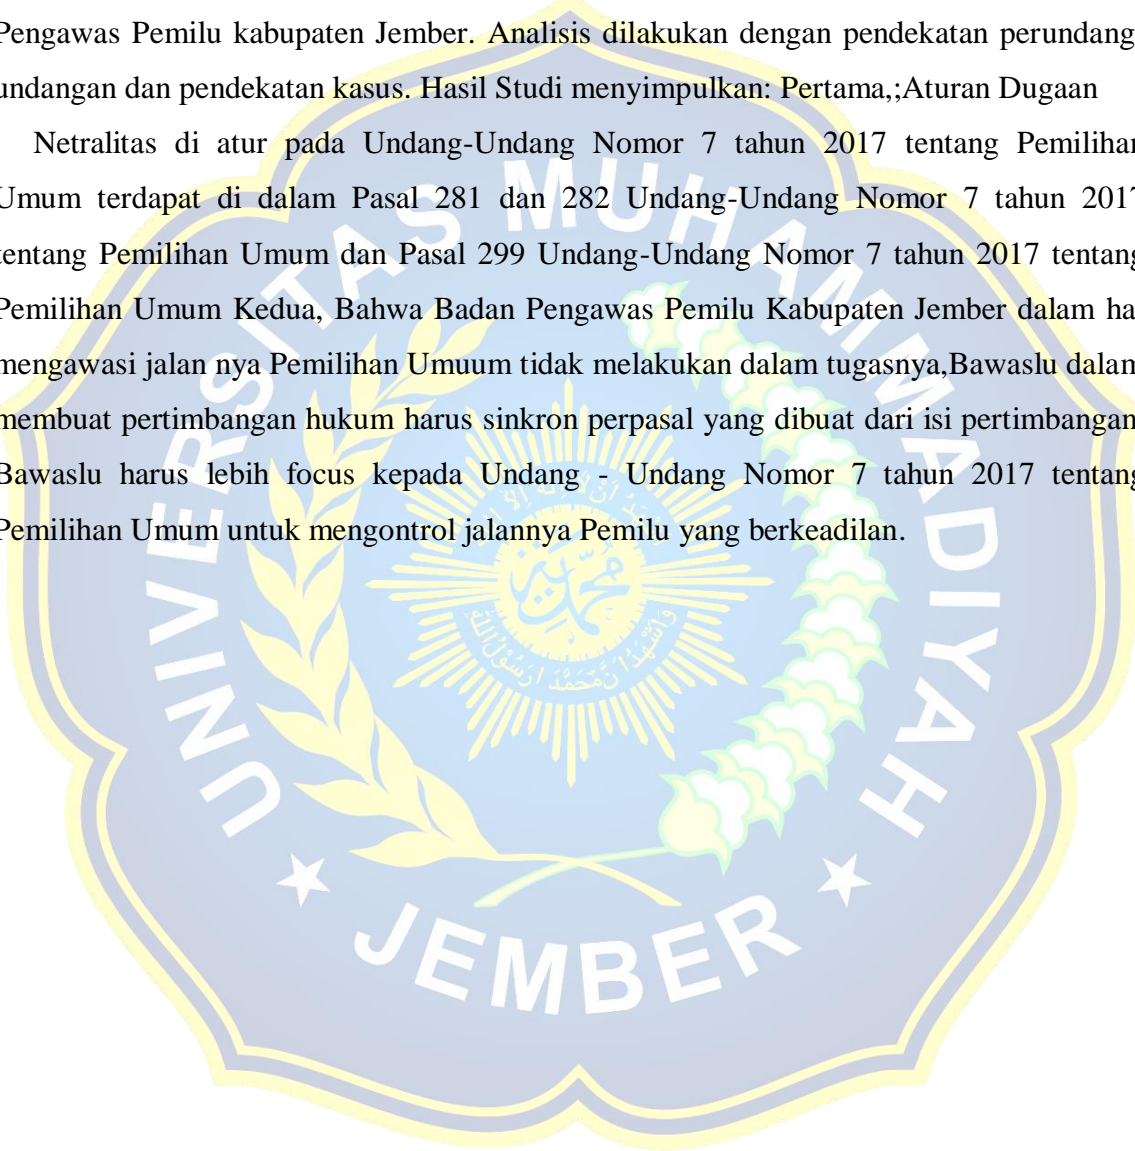 Pengawas Pemilu kabupaten Jember. Analisis dilakukan dengan pendekatan perundang
undangan dan pendekatan kasus. Hasil Studi menyimpulkan: Pertama,;Aturan Dugaan
Netralitas di atur pada Undang-Undang Nomor 7 tahun 2017 tentang Pemilihan
Umum terdapat di dalam Pasal 281 dan 282 Undang-Undang Nomor 7 tahun 2017
tentang Pemilihan Umum dan Pasal 299 Undang-Undang Nomor 7 tahun 2017 tentang
Pemilihan Umum Kedua, Bahwa Badan Pengawas Pemilu Kabupaten Jember dalam ha
mengawasi jalan nya Pemilihan Umuum tidak melakukan dalam tugasnya,Bawaslu dalam
membuat pertimbangan hukum harus sinkron perpasal yang dibuat dari isi pertimbangan
Bawaslu harus lebih focus kepada Undang - Undang Nomor 7 tahun 2017 tentang
Pemilihan Umum untuk mengontrol jalannya Pemilu yang berkeadilan.
UNIVERSITAS MUHAMMADIYAH
JEMBER
محمد